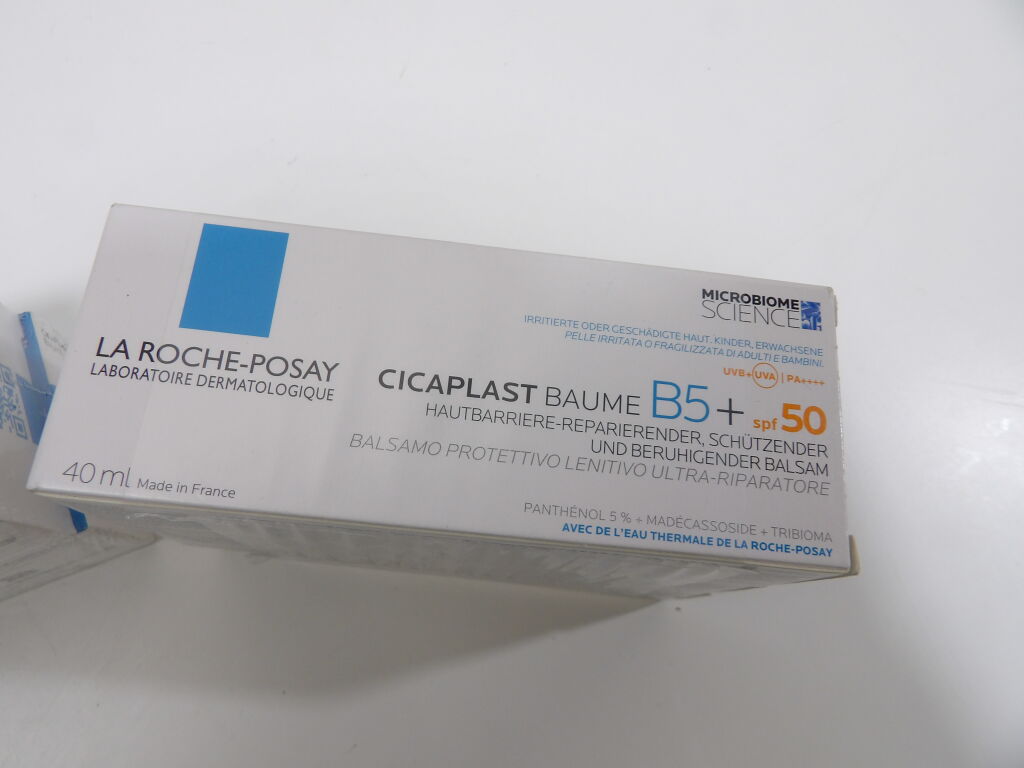 LA ROCHE-POSAY
LABORATOIRE DERMATOLOGIQUE
40 ml Made in France
MICROBIOME
SCIENCE
IRRITIERTE ODER GESCHÄDIGTE HAUT. KINDER, ERWACHSENE
PELLE IRRITATA O FRAGILIZZATA DI ADULTI E BAMBINI.
UVB+UVA | PA++++
CICAPLAST BAUME B5+ spf 50
HAUTBARRIERE-REPARIERENDER, SCHÜTZENDER
UND BERUHIGENDER BALSAM
BALSAMO PROTETTIVO LENITIVO ULTRA-RIPARATORE
PANTHÉNOL 5 % + MADÉCASSOSIDE + TRIBIOMA
AVEC DE L'EAU THERMALE DE LA ROCHE-POSAY